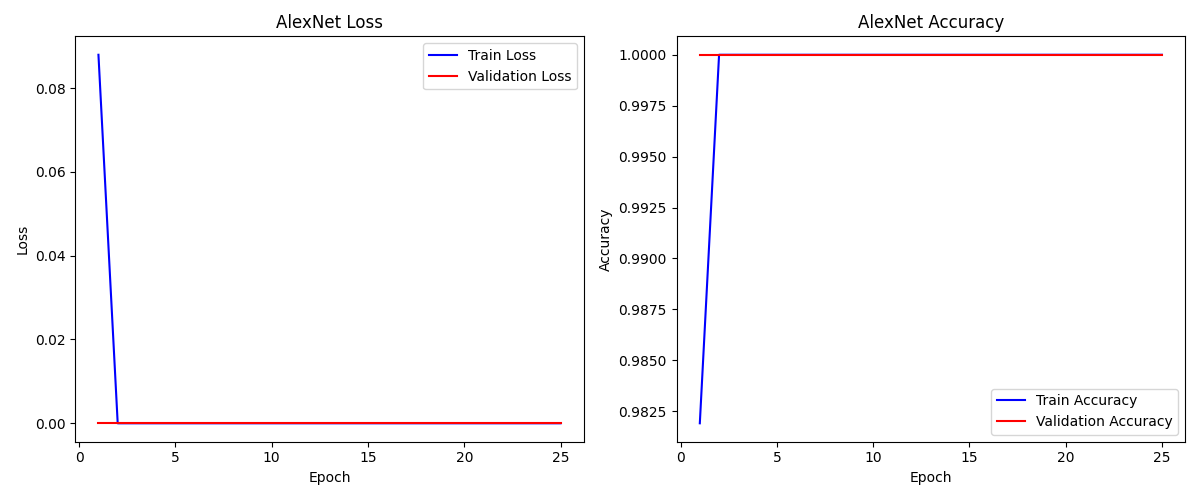 AlexNet Loss
Train Loss
Validation Loss
0.08
0.06
0.04
0.02
0.00
Loss
0
5
10
15
20
25
Epoch
AlexNet Accuracy
1.0000
0.9975
0.9950
0.9925
0.9900
0.9875
0.9850
0.9825
Accuracy
Train Accuracy
Validation Accuracy
0
5
10
15
20
25
Epoch